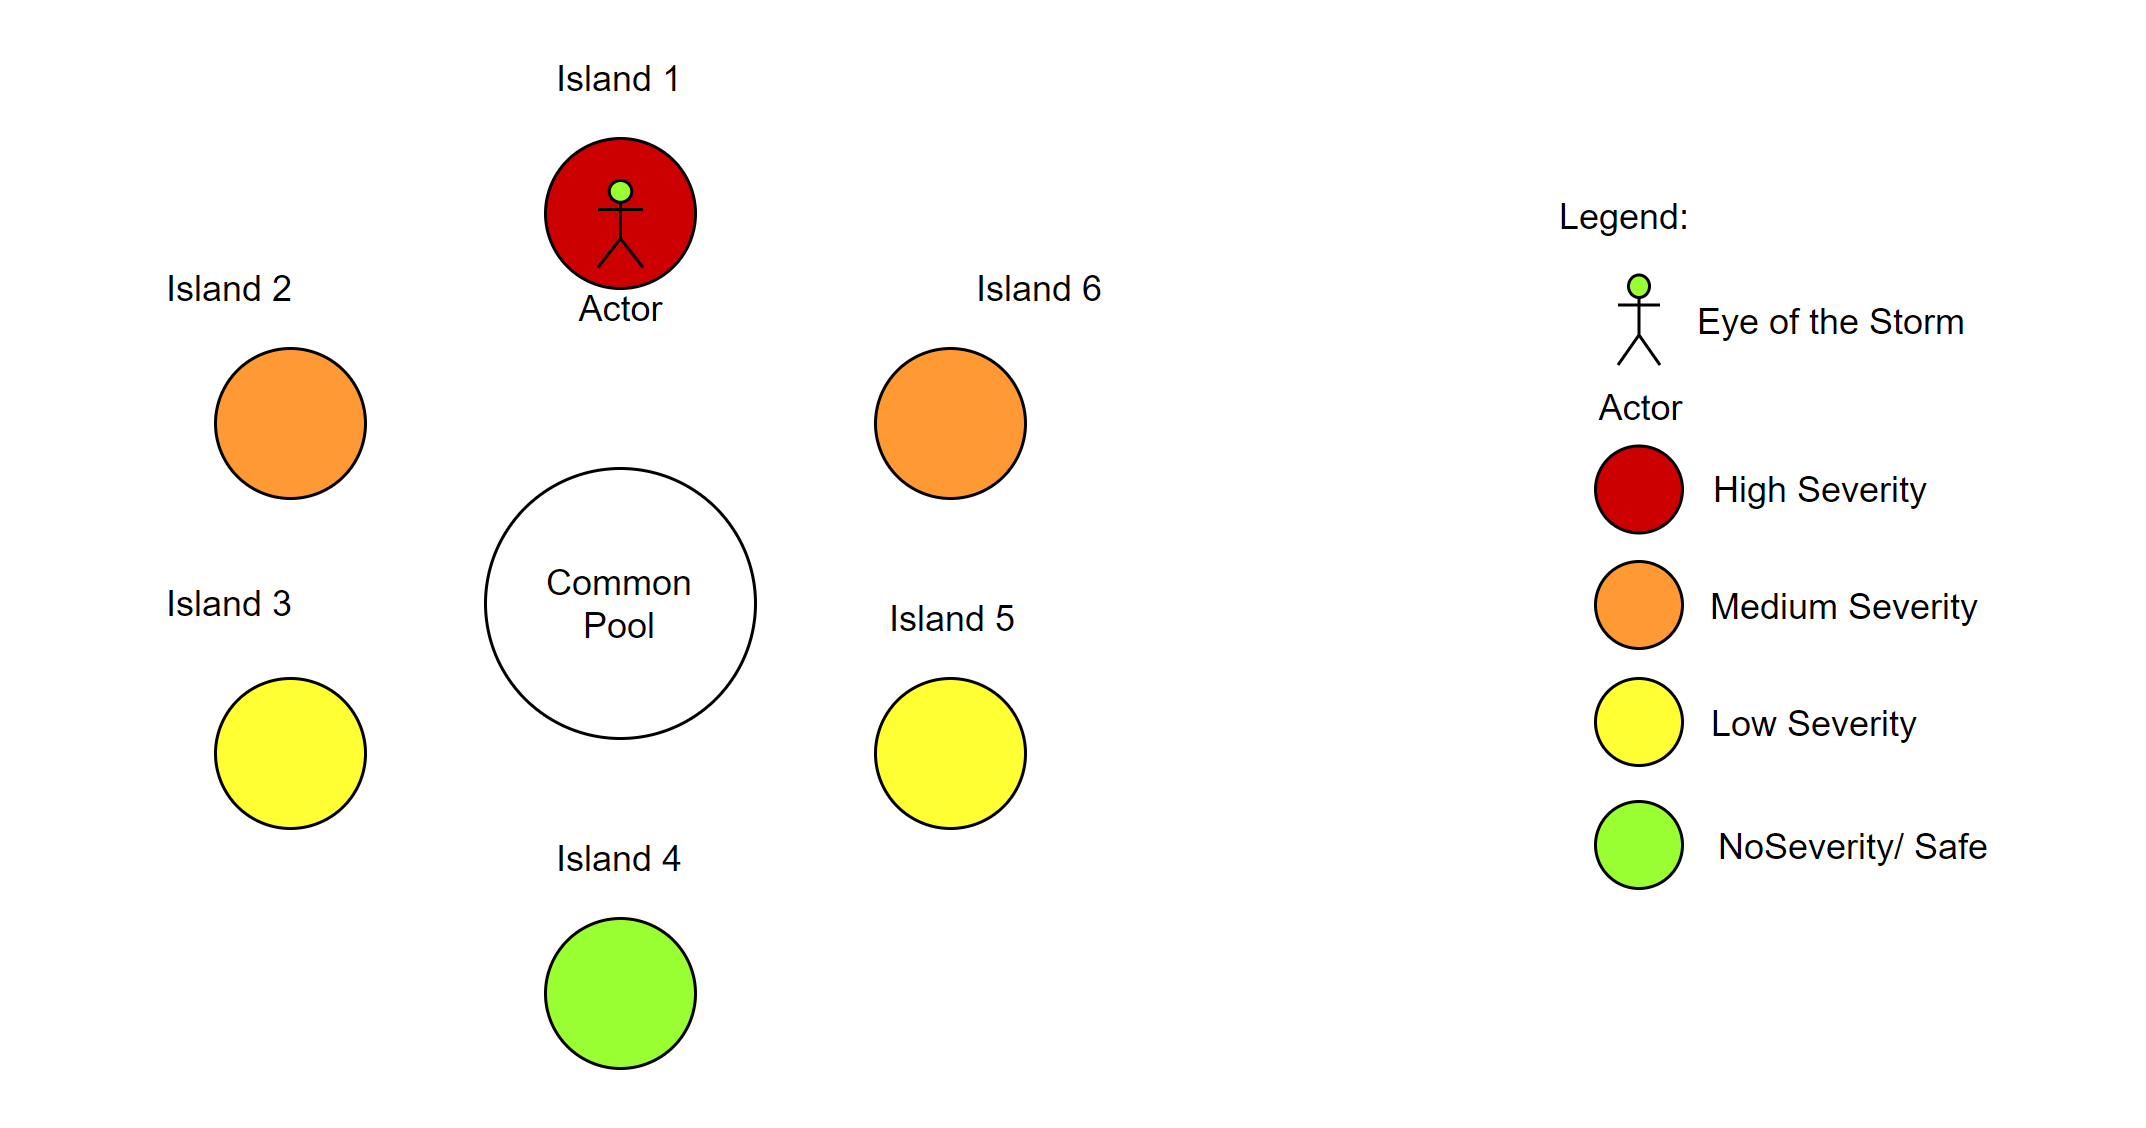 Island 1
Actor
Island 2
Island 6
Common
Pool
Island 3
Island 5
Island 4
Legend:
Eye of the Storm
Actor
High Severity
Medium Severity
Low Severity
NoSeverity/ Safe